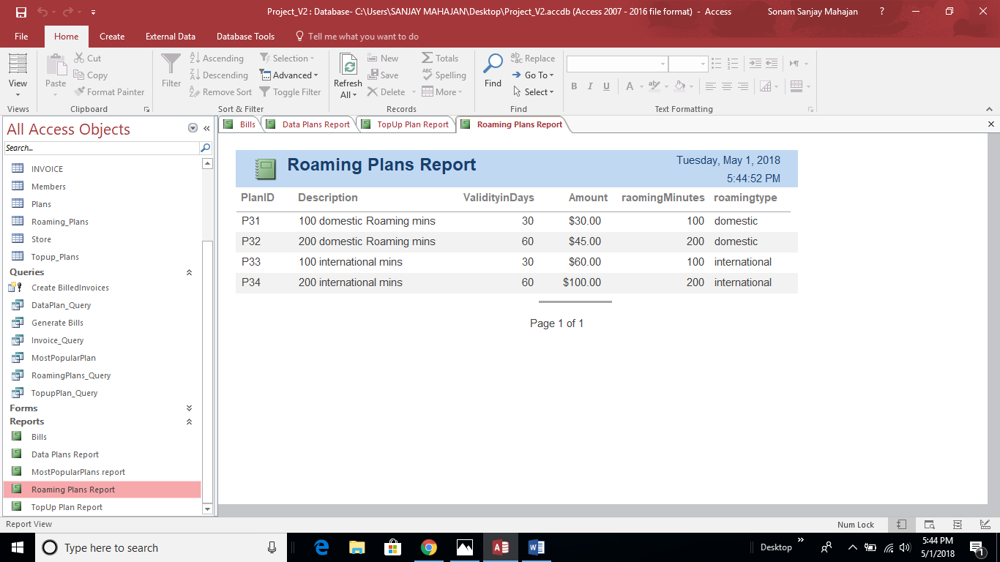 Project_V2 : Database- C:\Users\SANJAY MAHAJAN\Desktop\Project_V2.accdb (Access 2007 - 2016 file format) - Access Sonam Sanjay Mahajan ?
File Home Create External Data Database Tools Tell me what you want to do
View
Views
Paste
Cut
Copy
Format Painter
Clipboard
Filter
Ascending
Descending
Remove Sort
Selection
Advanced
Toggle Filter
Sort & Filter
Refresh
All
New
Save
Delete
Totals
ABC Spelling
More
Records
Find
ab
ac Replace
Go To
Select
Find
B I U A ab
Text Formatting
All Access Objects
Search...
INVOICE
Members
Plans
Roaming_Plans
Store
Topup_Plans
Queries
Create BilledInvoices
DataPlan_Query
Generate Bills
Invoice_Query
MostPopularPlan
RoamingPlans_Query
TopupPlan_Query
Forms
Reports
Bills
Data Plans Report
MostPopularPlans report
Roaming Plans Report
TopUp Plan Report
Bills Data Plans Report TopUp Plan Report Roaming Plans Report
Roaming Plans Report
Tuesday, May 1, 2018
5:44:52 PM
PlanID Description ValidityinDays Amount raomingMinutes roamingtype
P31 100 domestic Roaming mins 30 $30.00 100 domestic
P32 200 domestic Roaming mins 60 $45.00 200 domestic
P33 100 international mins 30 $60.00 100 international
P34 200 international mins 60 $100.00 200 international
Page 1 of 1
Report View Num Lock
Type here to search
Desktop
5:44 PM
5/1/2018
1